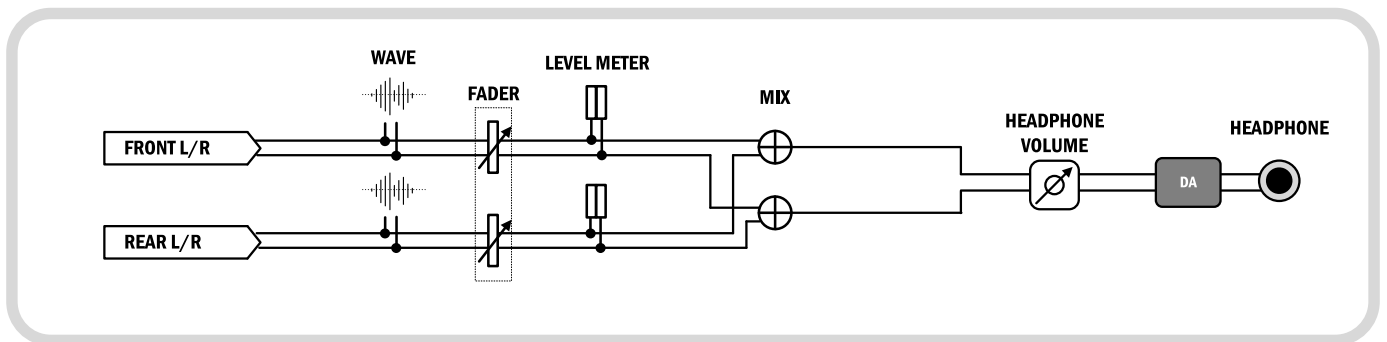 WAVE
LEVEL METER
FADER
MIX
HEADPHONE
VOLUME
HEADPHONE
FRONT L/R
DA
REAR L/R